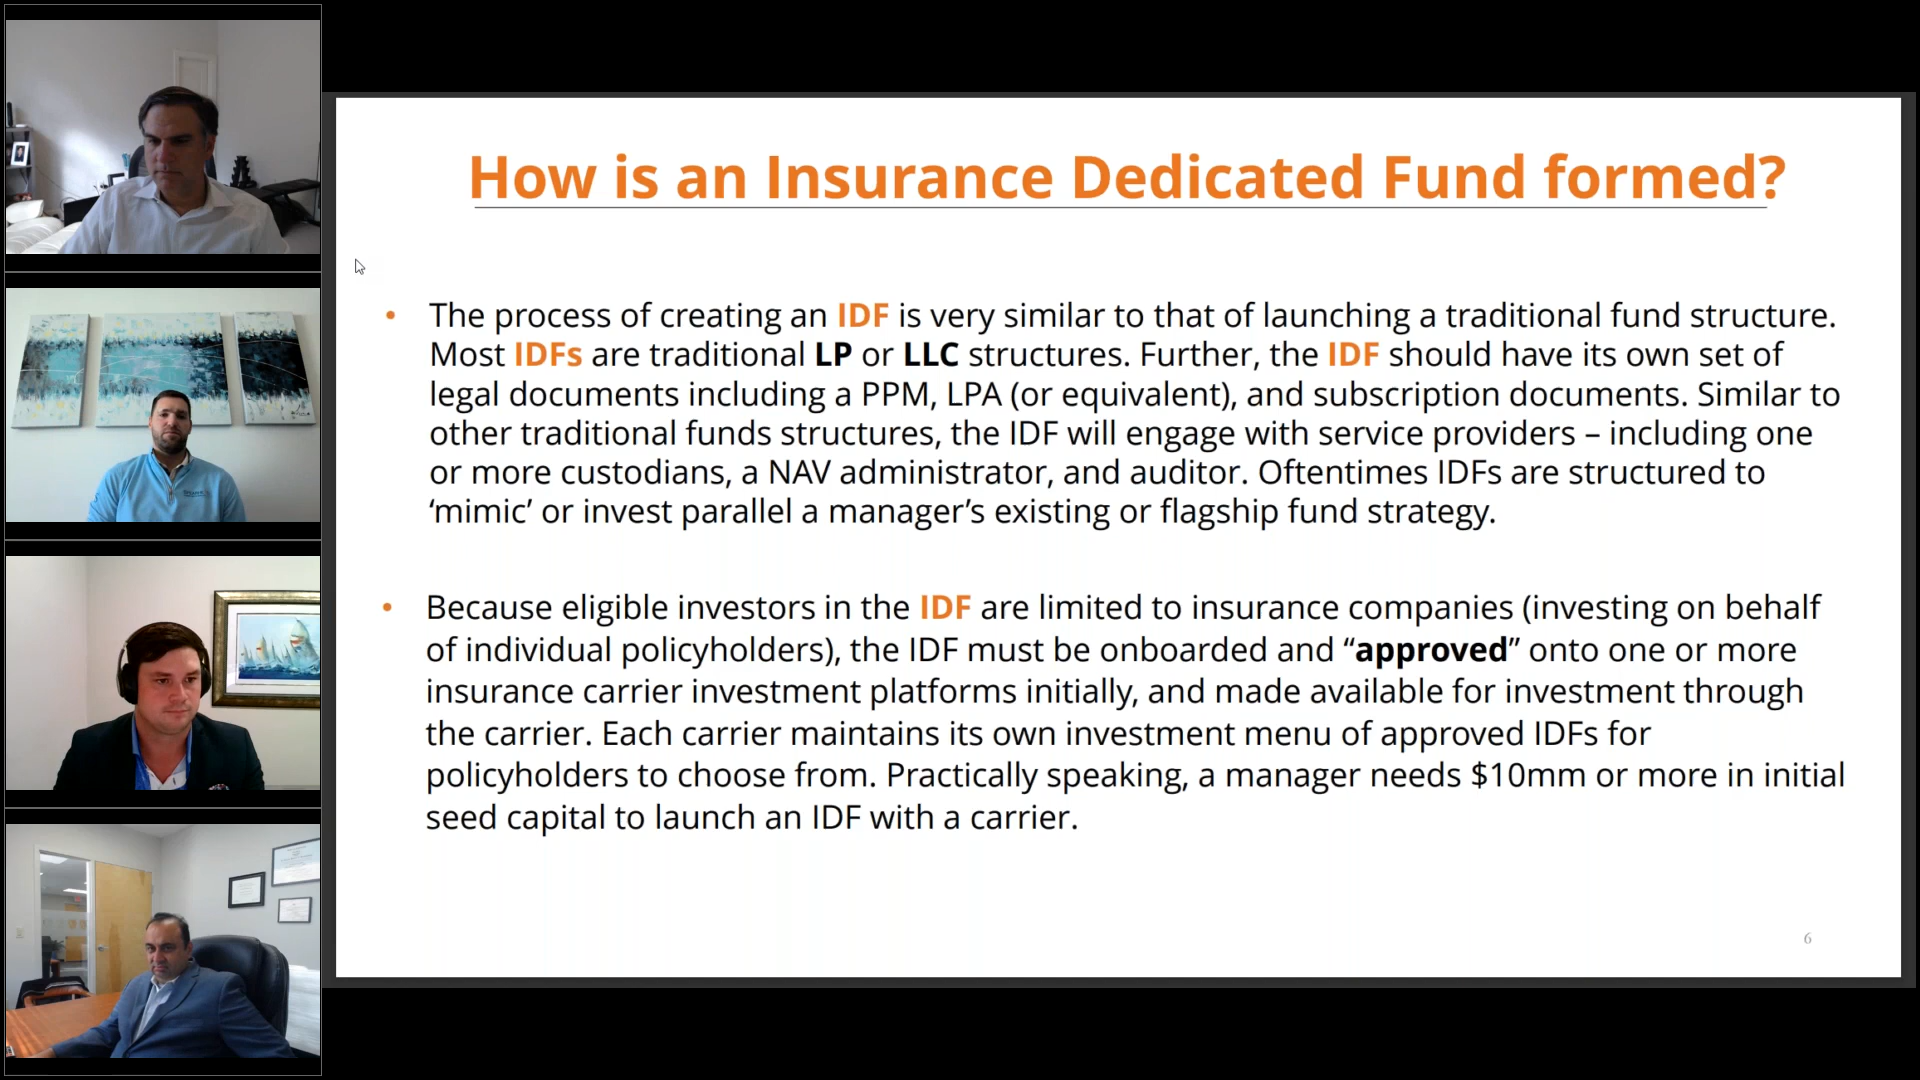 How is an Insurance Dedicated Fund formed?
• The process of creating an IDF is very similar to that of launching a traditional fund structure.
Most IDFs are traditional LP or LLC structures. Further, the IDF should have its own set of
legal documents including a PPM, LPA (or equivalent), and subscription documents. Similar to
other traditional funds structures, the IDF will engage with service providers – including one
or more custodians, a NAV administrator, and auditor. Oftentimes IDFs are structured to
‘mimic’ or invest parallel a manager’s existing or flagship fund strategy.
• Because eligible investors in the IDF are limited to insurance companies (investing on behalf
of individual policyholders), the IDF must be onboarded and “approved” onto one or more
insurance carrier investment platforms initially, and made available for investment through
the carrier. Each carrier maintains its own investment menu of approved IDFs for
policyholders to choose from. Practically speaking, a manager needs $10mm or more in initial
seed capital to launch an IDF with a carrier.
6